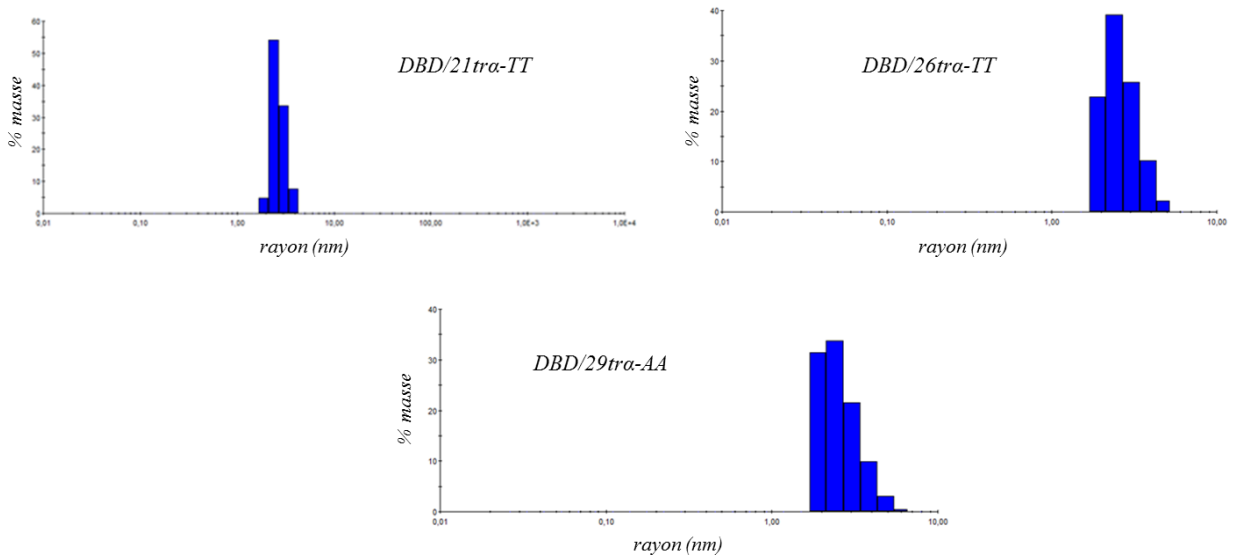 60
50
40
30
20
10
0
% masse
DBD/21trα-TT
0,01 0,10 1,00 10,00 100,00 1,0E+3 1,0E+4
rayon (nm)
40
30
20
10
0
% masse
DBD/26trα-TT
0,01 0,10 1,00 10,00
rayon (nm)
40
30
20
10
0
% masse
DBD/29trα-AA
0,01 0,10 1,00 10,00
rayon (nm)